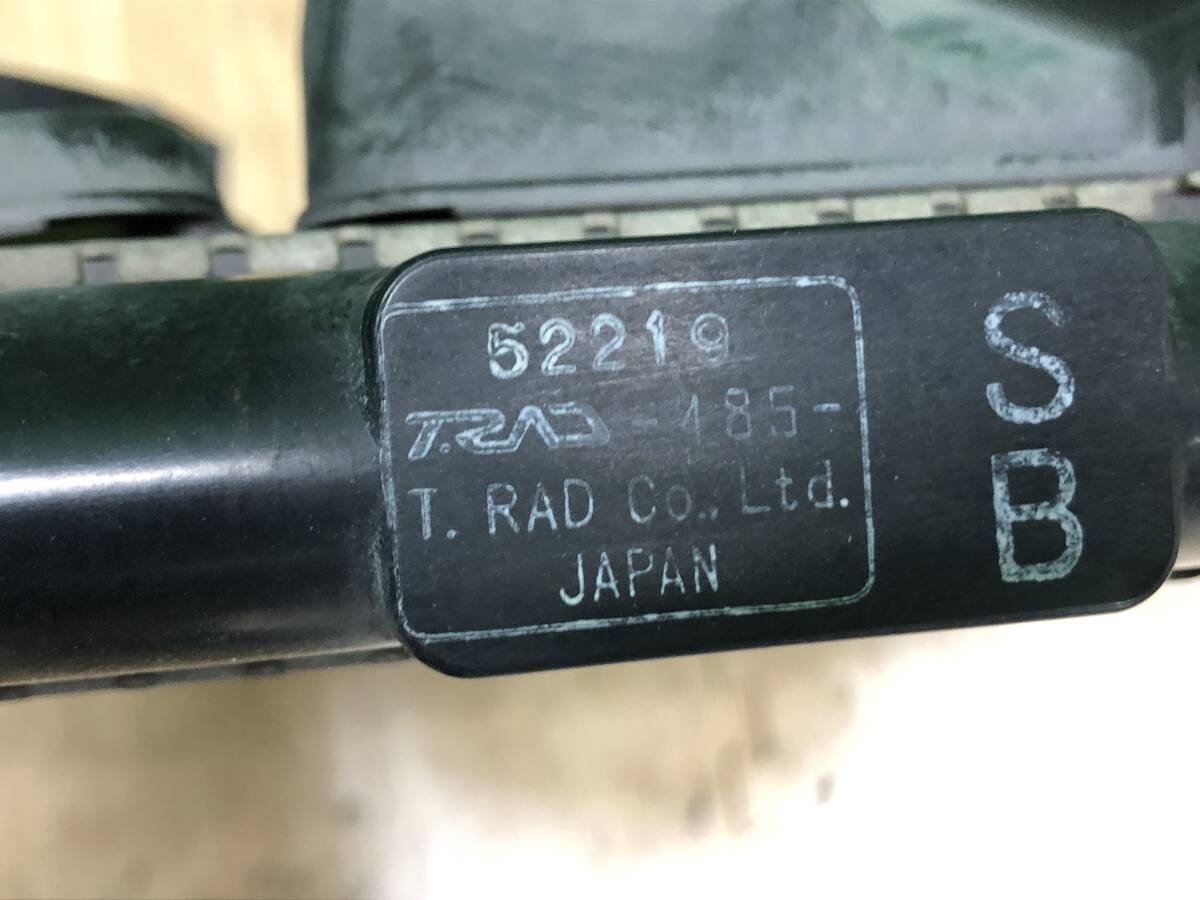 52219
T.RAD -485-
T. RAD Co., Ltd.
JAPAN
S
B